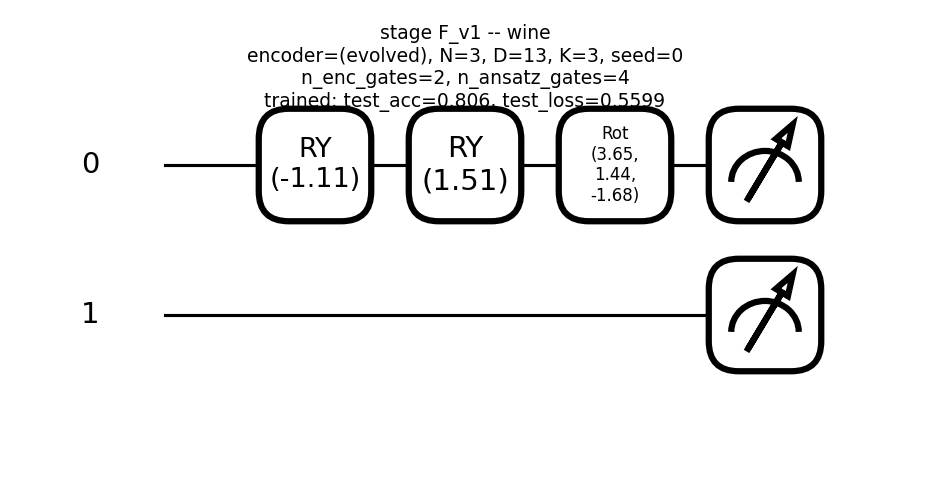 stage F_v1 -- wine
encoder=(evolved), N=3, D=13, K=3, seed=0
n_enc_gates=2, n_ansatz_gates=4
trained: test_acc=0.806, test_loss=0.5599
0
RY
(-1.11)
RY
(1.51)
Rot
(3.65,
1.44,
-1.68)
1